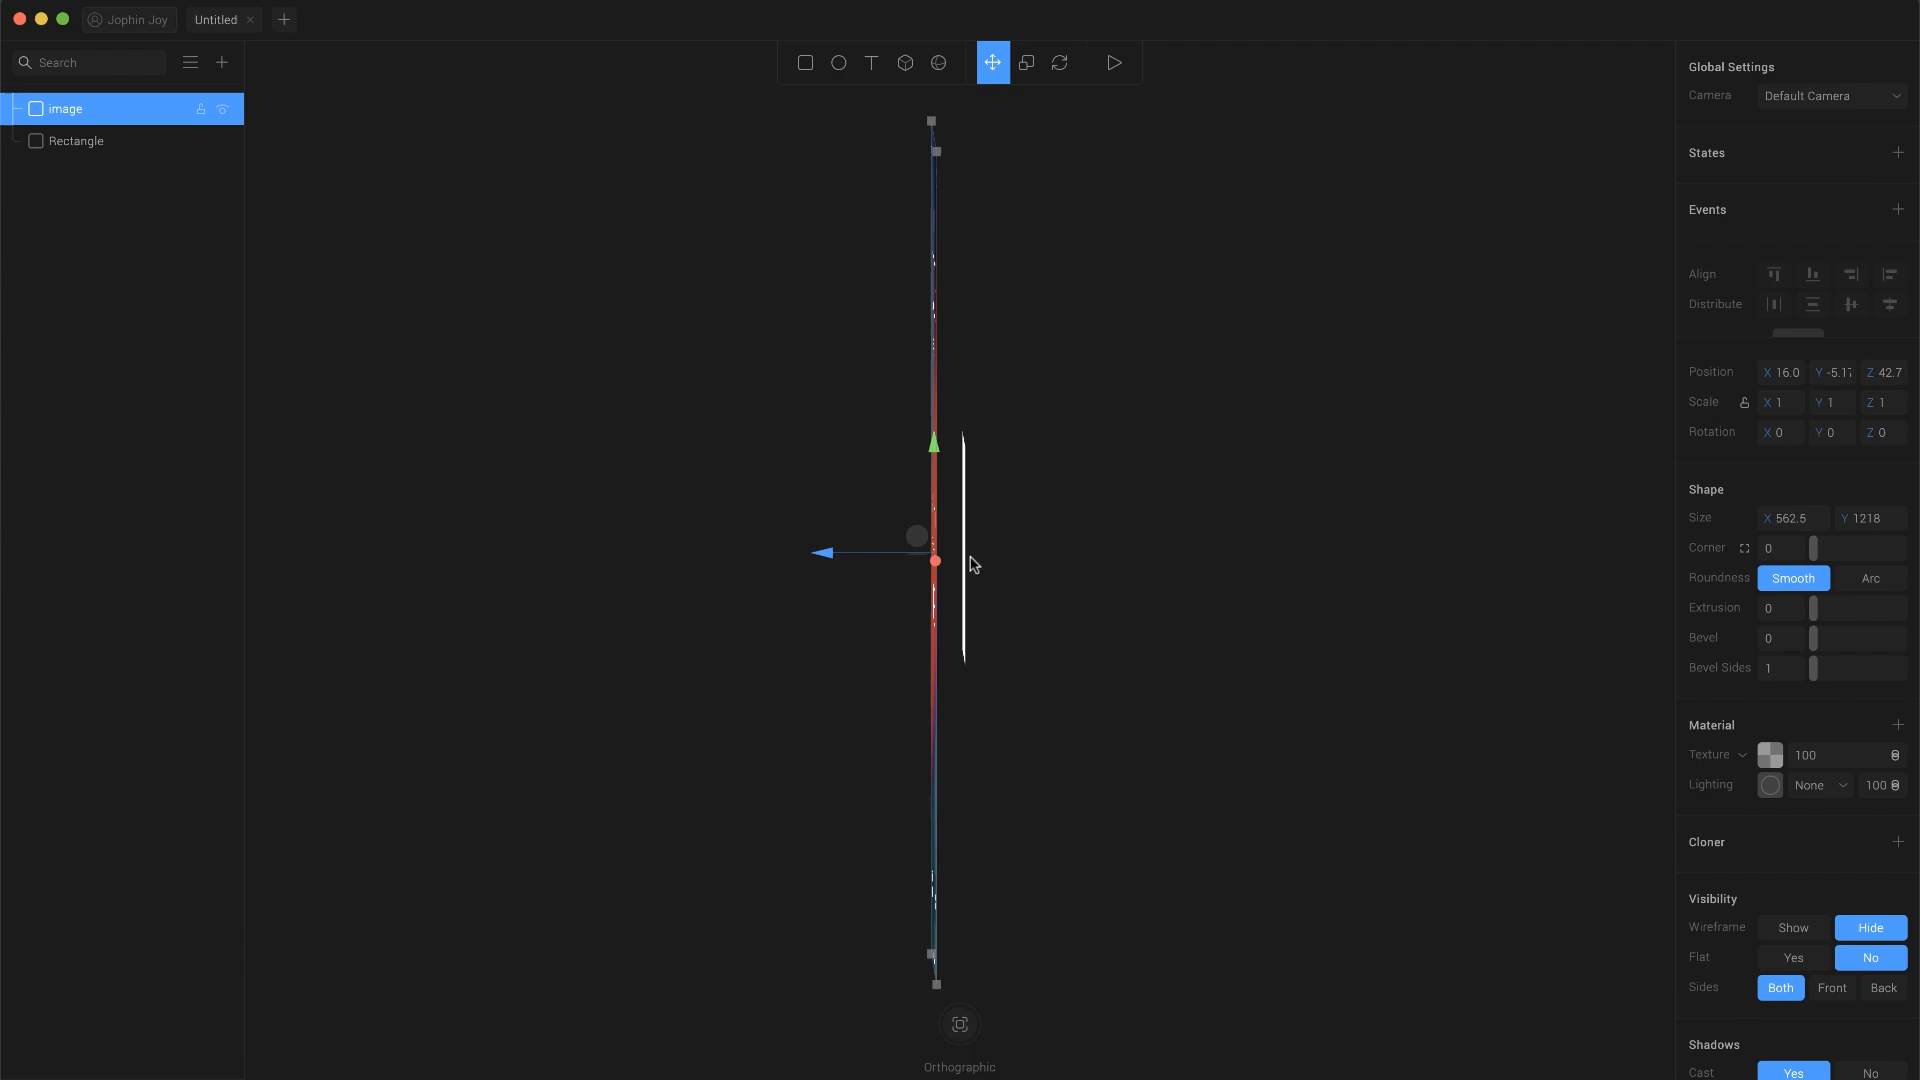 Jophin Joy
Untitled
Search
image
Rectangle
Orthographic
Global Settings
Camera Default Camera
States
Events
Align
Distribute
Position X 16.0 Y -5.17 Z 42.7
Scale X 1 Y 1 Z 1
Rotation X 0 Y 0 Z 0
Shape
Size X 562.5 Y 1218
Corner 0
Roundness Smooth Arc
Extrusion 0
Bevel 0
Bevel Sides 1
Material
Texture 100
Lighting None 100
Cloner
Visibility
Wireframe Show Hide
Flat Yes No
Sides Both Front Back
Shadows
Cast Yes No